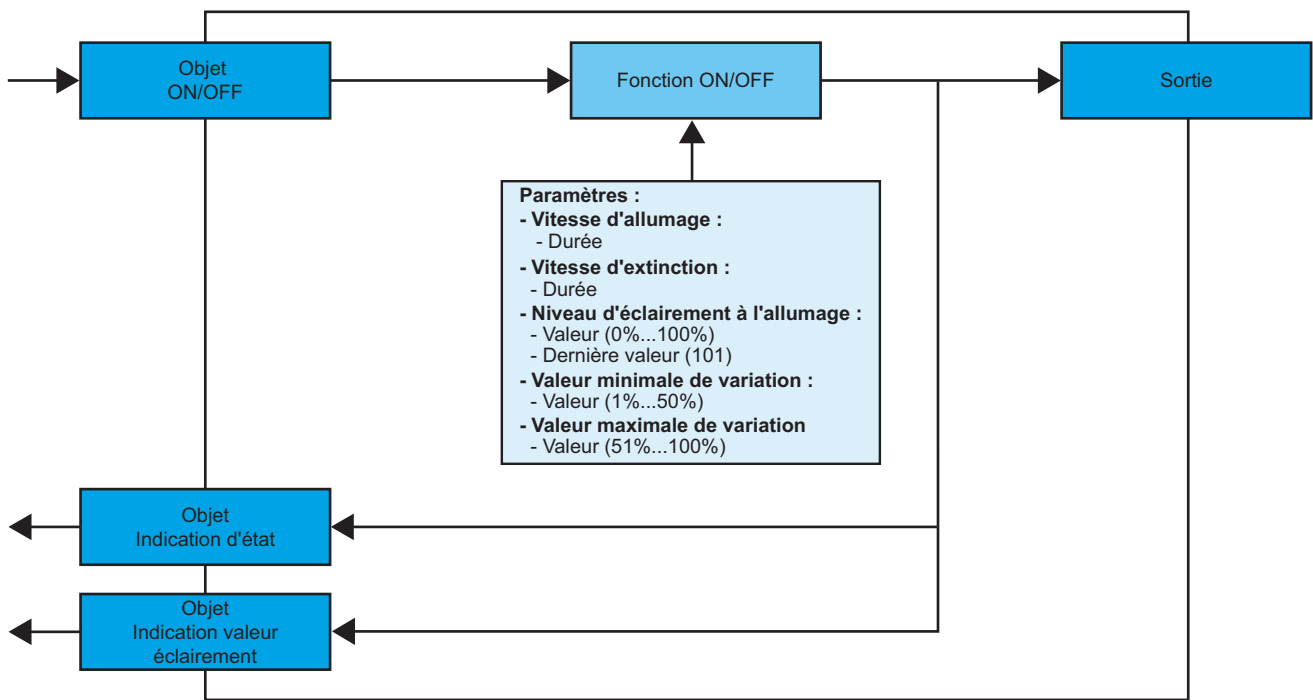 Objet
ON/OFF
Fonction ON/OFF
Sortie
Paramètres :
- Vitesse d'allumage :
- Durée
- Vitesse d'extinction :
- Durée
- Niveau d'éclairement à l'allumage :
- Valeur (0%...100%)
- Dernière valeur (101)
- Valeur minimale de variation :
- Valeur (1%...50%)
- Valeur maximale de variation
- Valeur (51%...100%)
Objet
Indication d'état
Objet
Indication valeur
éclairement